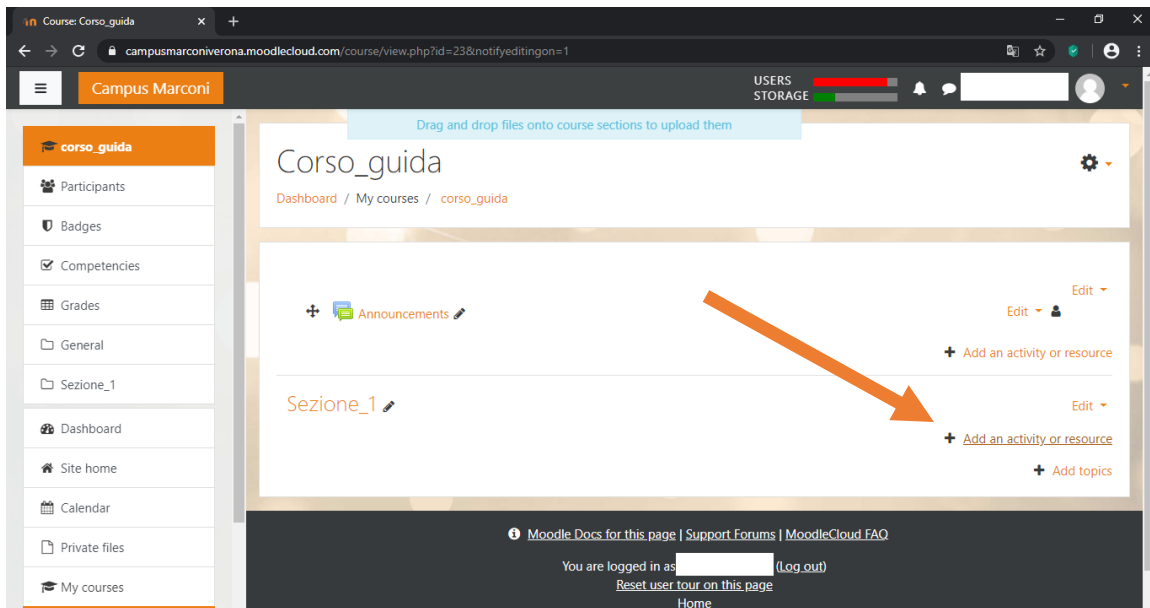 Course: Corso_guida
campusmarconiverona.moodlecloud.com/course/view.php?id=23&notifyeditingon=1
Campus Marconi
USERS
STORAGE
Drag and drop files onto course sections to upload them
corso_guida
Participants
Badges
Competencies
Grades
General
Sezione_1
Dashboard
Site home
Calendar
Private files
My courses
Corso_guida
Dashboard / My courses / corso_guida
Edit
Announcements
Edit
Add an activity or resource
Sezione_1
Edit
Add an activity or resource
Add topics
Moodle Docs for this page | Support Forums | MoodleCloud FAQ
You are logged in as (Log out)
Reset user tour on this page
Home